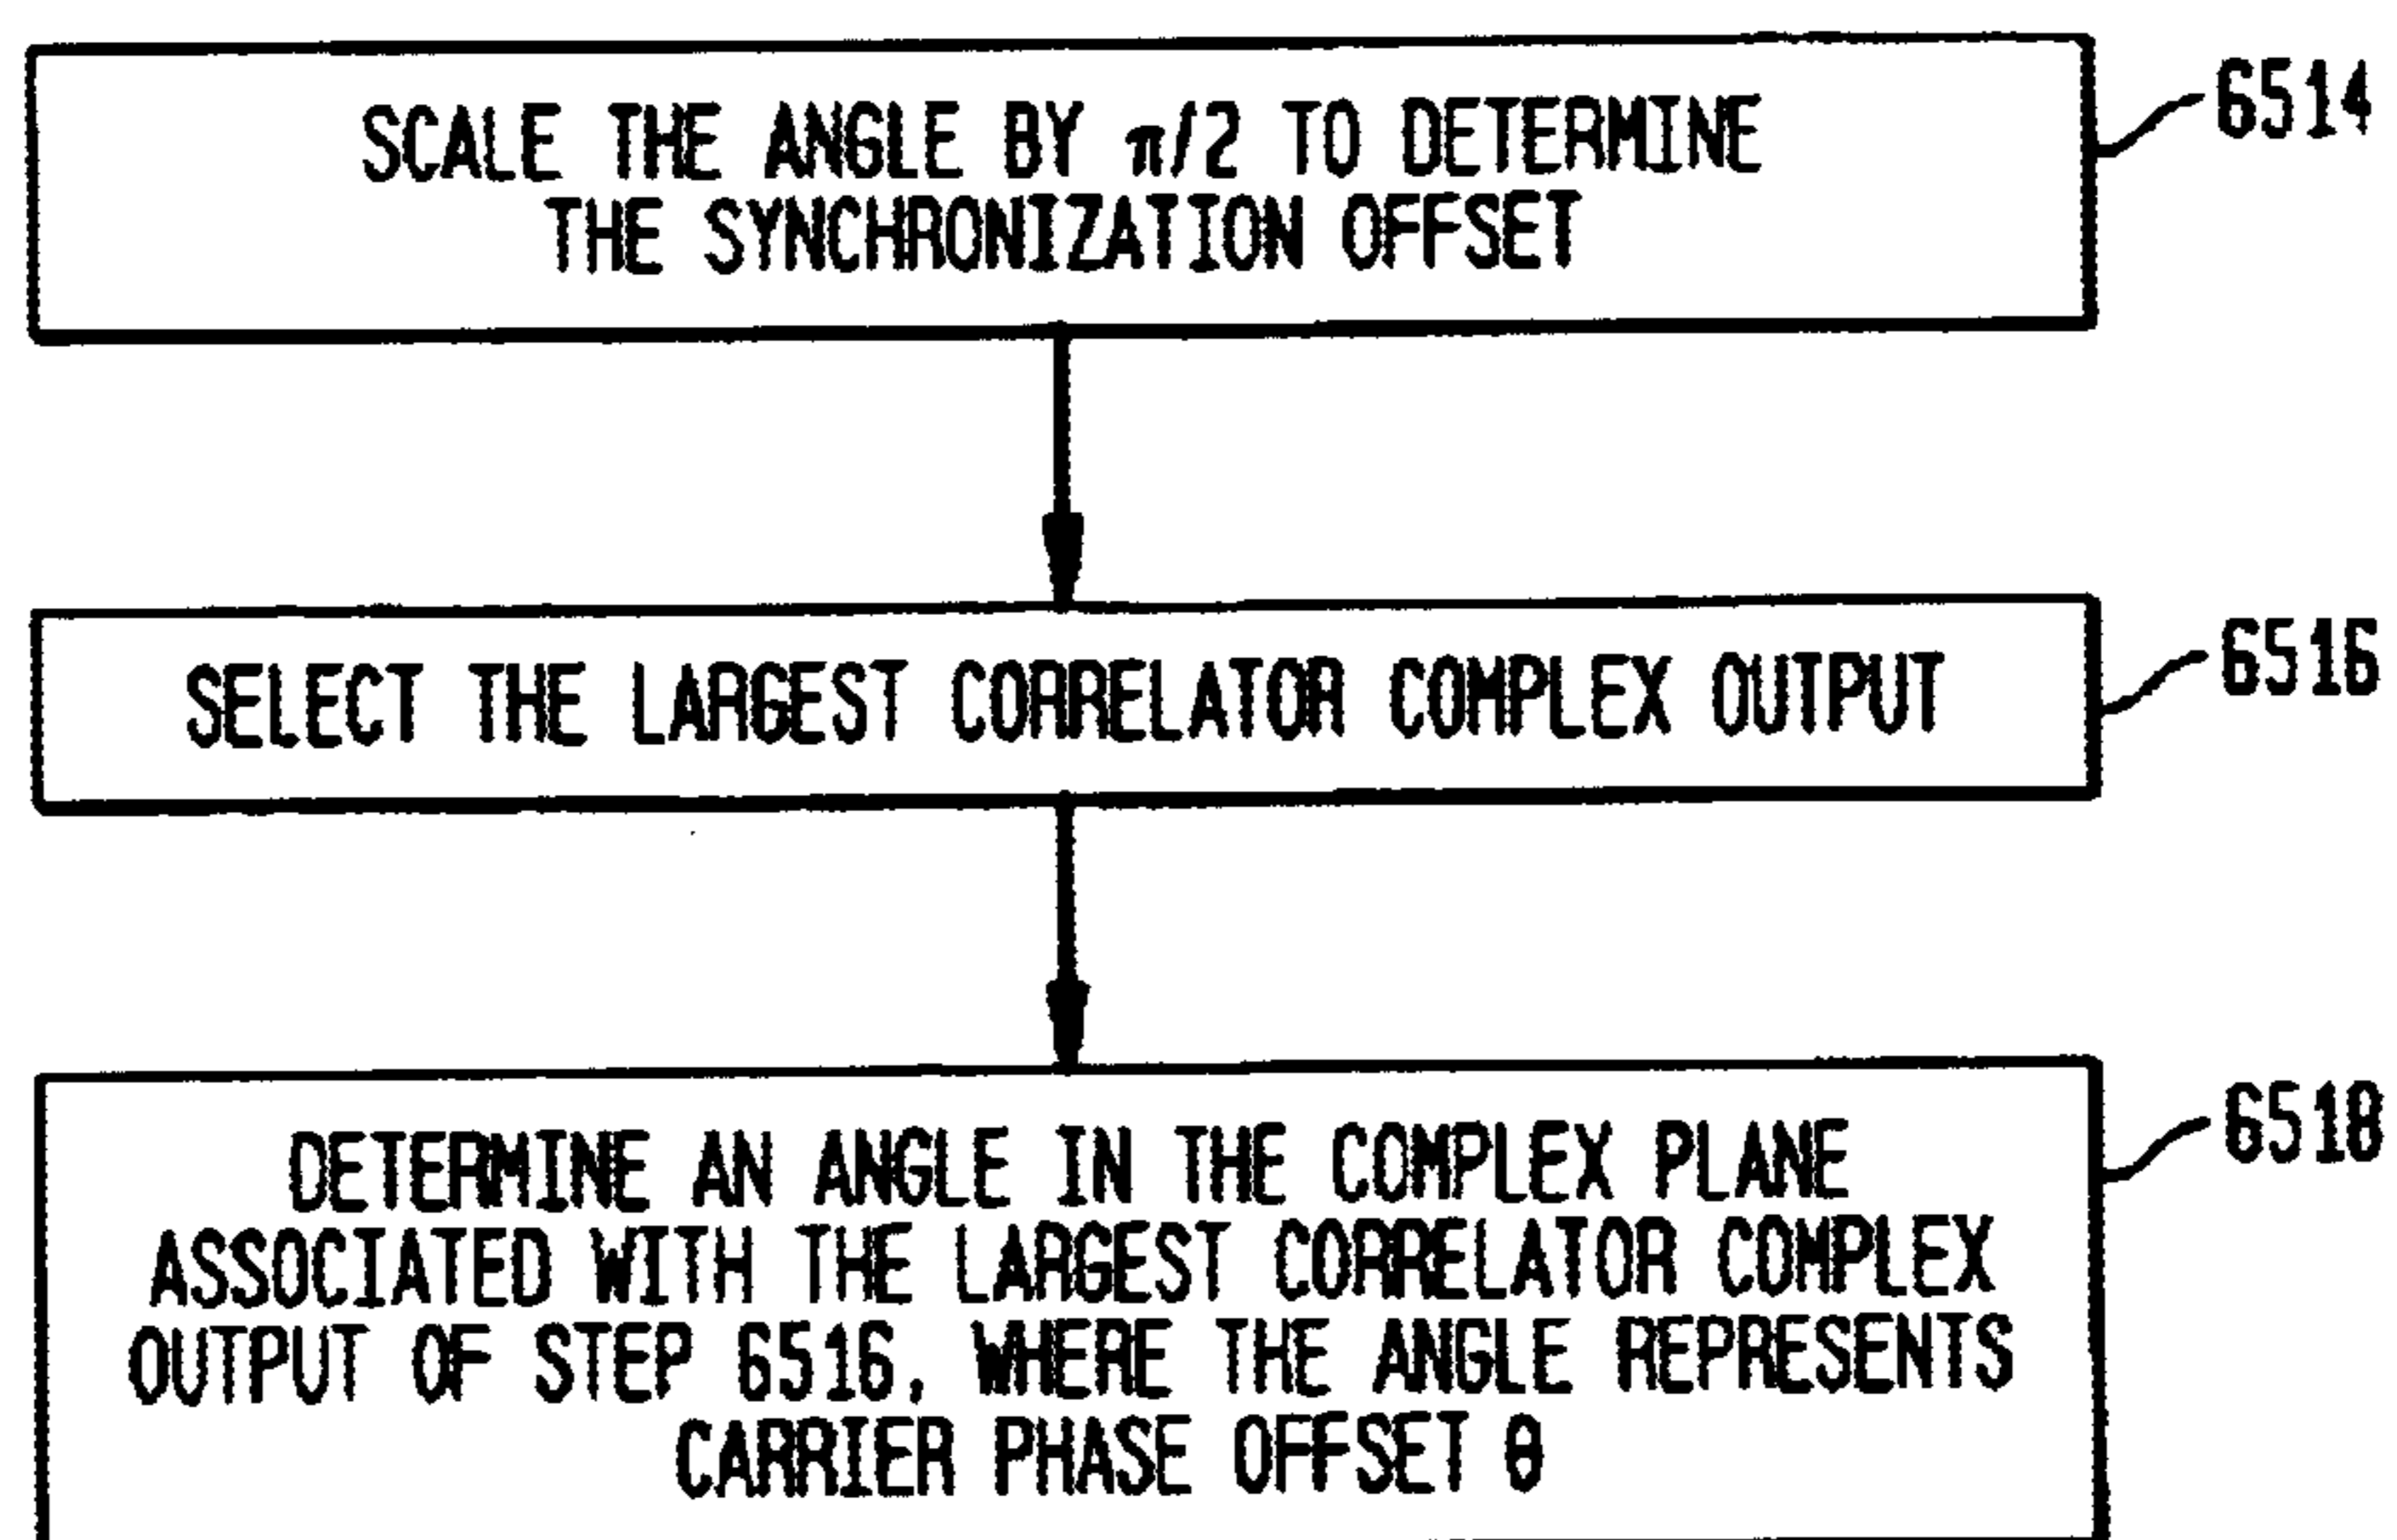 SCALE THE ANGLE BY π/2 TO DETERMINE
THE SYNCHRONIZATION OFFSET
6514
SELECT THE LARGEST CORRELATOR COMPLEX OUTPUT
6516
DETERMINE AN ANGLE IN THE COMPLEX PLANE
ASSOCIATED WITH THE LARGEST CORRELATOR COMPLEX
OUTPUT OF STEP 6516, WHERE THE ANGLE REPRESENTS
CARRIER PHASE OFFSET θ
6518